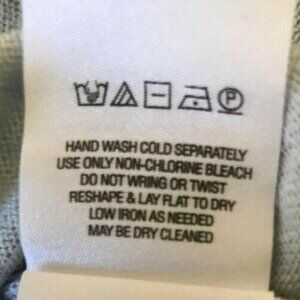 P
HAND WASH COLD SEPARATELY
USE ONLY NON-CHLORINE BLEACH
DO NOT WRING OR TWIST
RESHAPE & LAY FLAT TO DRY
LOW IRON AS NEEDED
MAY BE DRY CLEANED